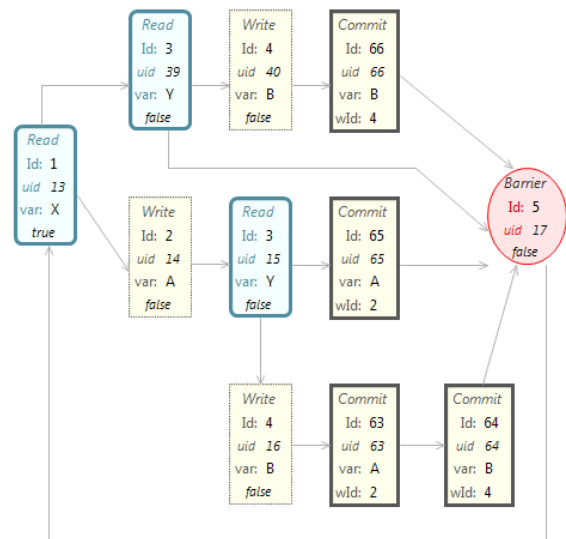 Read
Id: 3
uid 39
var: Y
false
Write
Id: 4
uid 40
var: B
false
Commit
Id: 66
uid 66
var: B
wId: 4
Read
Id: 1
uid 13
var: X
true
Write
Id: 2
uid 14
var: A
false
Read
Id: 3
uid 15
var: Y
false
Commit
Id: 65
uid 65
var: A
wId: 2
Barrier
Id: 5
uid 17
false
Write
Id: 4
uid 16
var: B
false
Commit
Id: 63
uid 63
var: A
wId: 2
Commit
Id: 64
uid 64
var: B
wId: 4